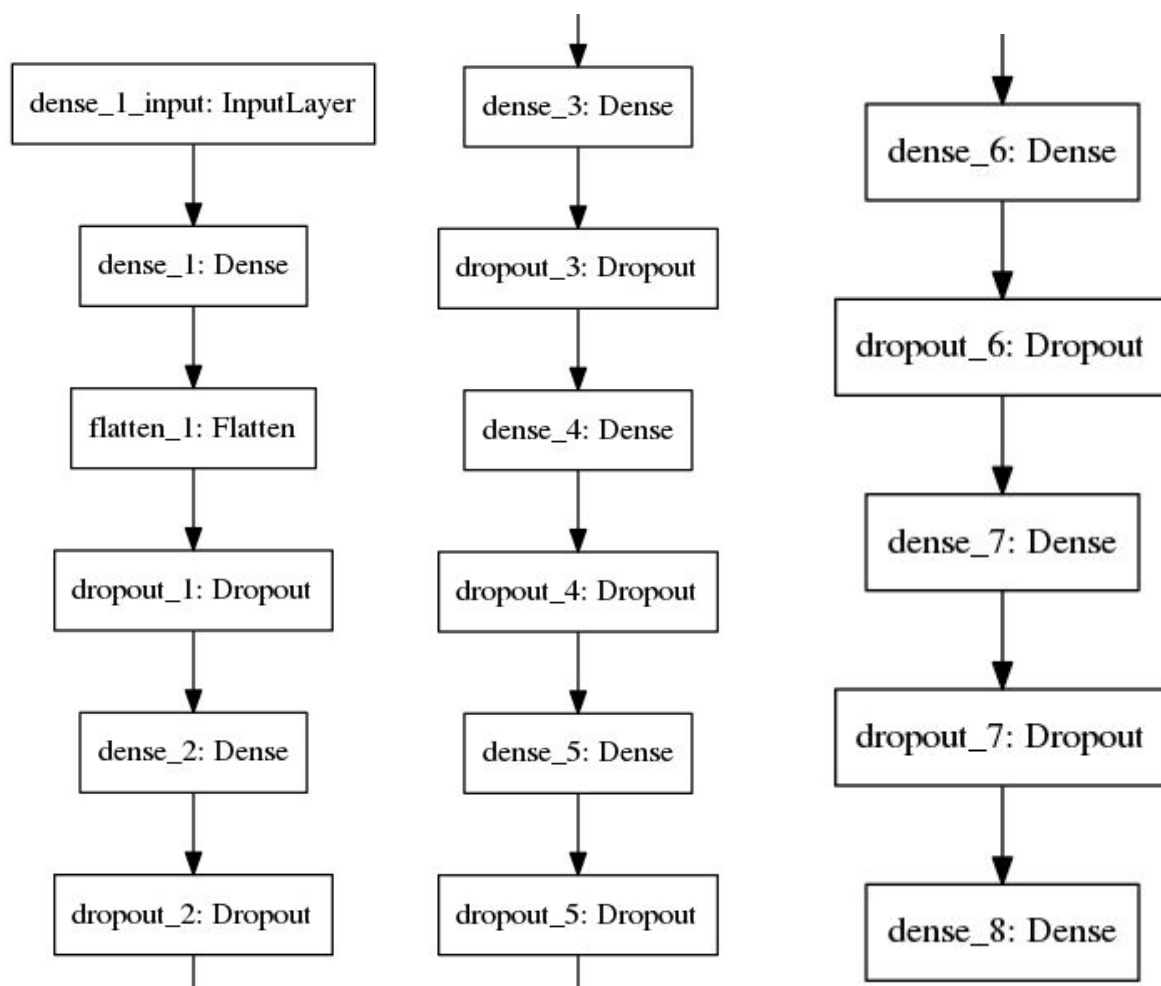 dense_1_input: InputLayer
dense_1: Dense
flatten_1: Flatten
dropout_1: Dropout
dense_2: Dense
dropout_2: Dropout
dense_3: Dense
dropout_3: Dropout
dense_4: Dense
dropout_4: Dropout
dense_5: Dense
dropout_5: Dropout
dense_6: Dense
dropout_6: Dropout
dense_7: Dense
dropout_7: Dropout
dense_8: Dense